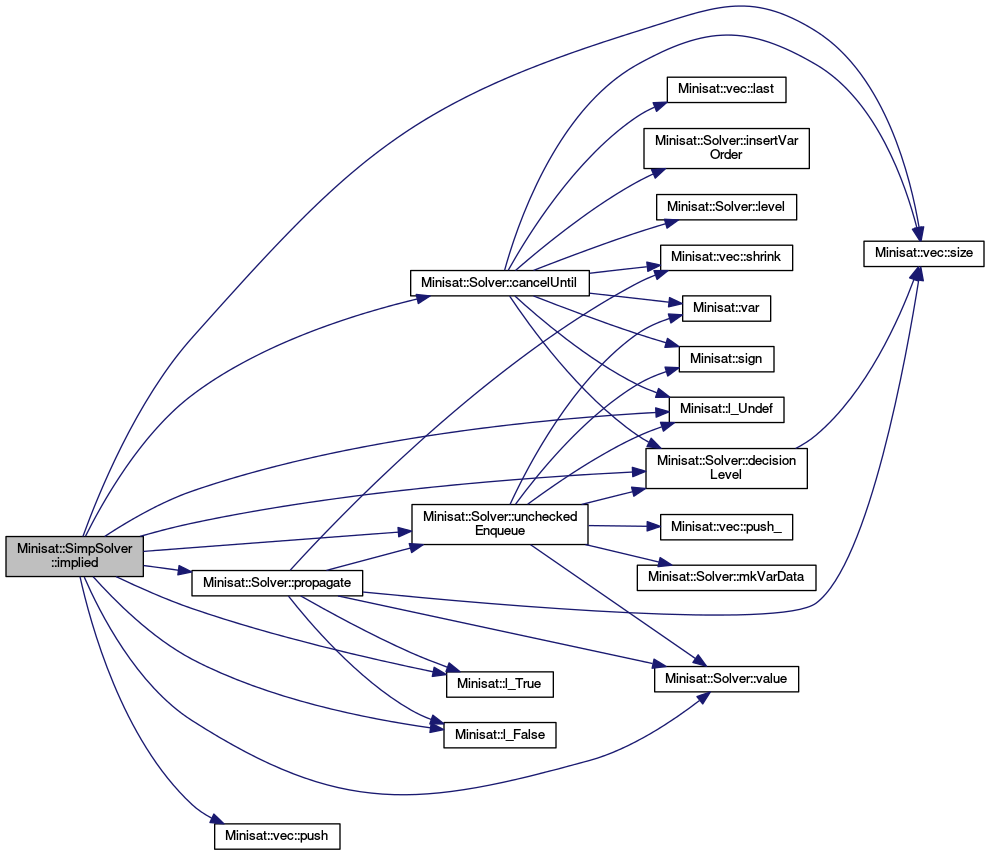 Minisat::vec::last
Minisat::Solver::insertVar
Order
Minisat::Solver::level
Minisat::vec::shrink
Minisat::vec::size
Minisat::Solver::cancelUntil
Minisat::var
Minisat::sign
Minisat::l_Undef
Minisat::Solver::decision
Level
Minisat::Solver::unchecked
Enqueue
Minisat::vec::push_
Minisat::SimpSolver
::implied
Minisat::Solver::propagate
Minisat::Solver::mkVarData
Minisat::l_True
Minisat::Solver::value
Minisat::l_False
Minisat::vec::push